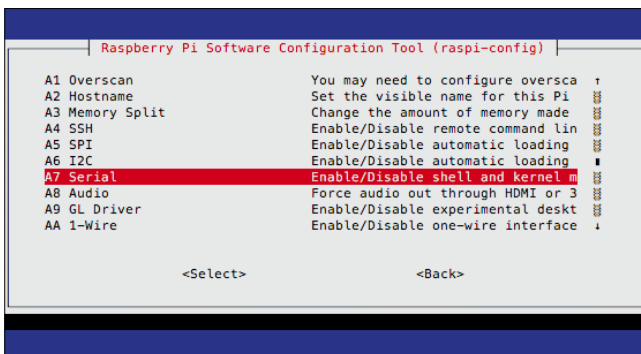 Raspberry Pi Software Configuration Tool (raspi-config)
A1 Overscan You may need to configure oversca
A2 Hostname Set the visible name for this Pi
A3 Memory Split Change the amount of memory made
A4 SSH Enable/Disable remote command lin
A5 SPI Enable/Disable automatic loading
A6 I2C Enable/Disable automatic loading
A7 Serial Enable/Disable shell and kernel m
A8 Audio Force audio out through HDMI or 3
A9 GL Driver Enable/Disable experimental deskt
AA 1-Wire Enable/Disable one-wire interface
<Select> <Back>